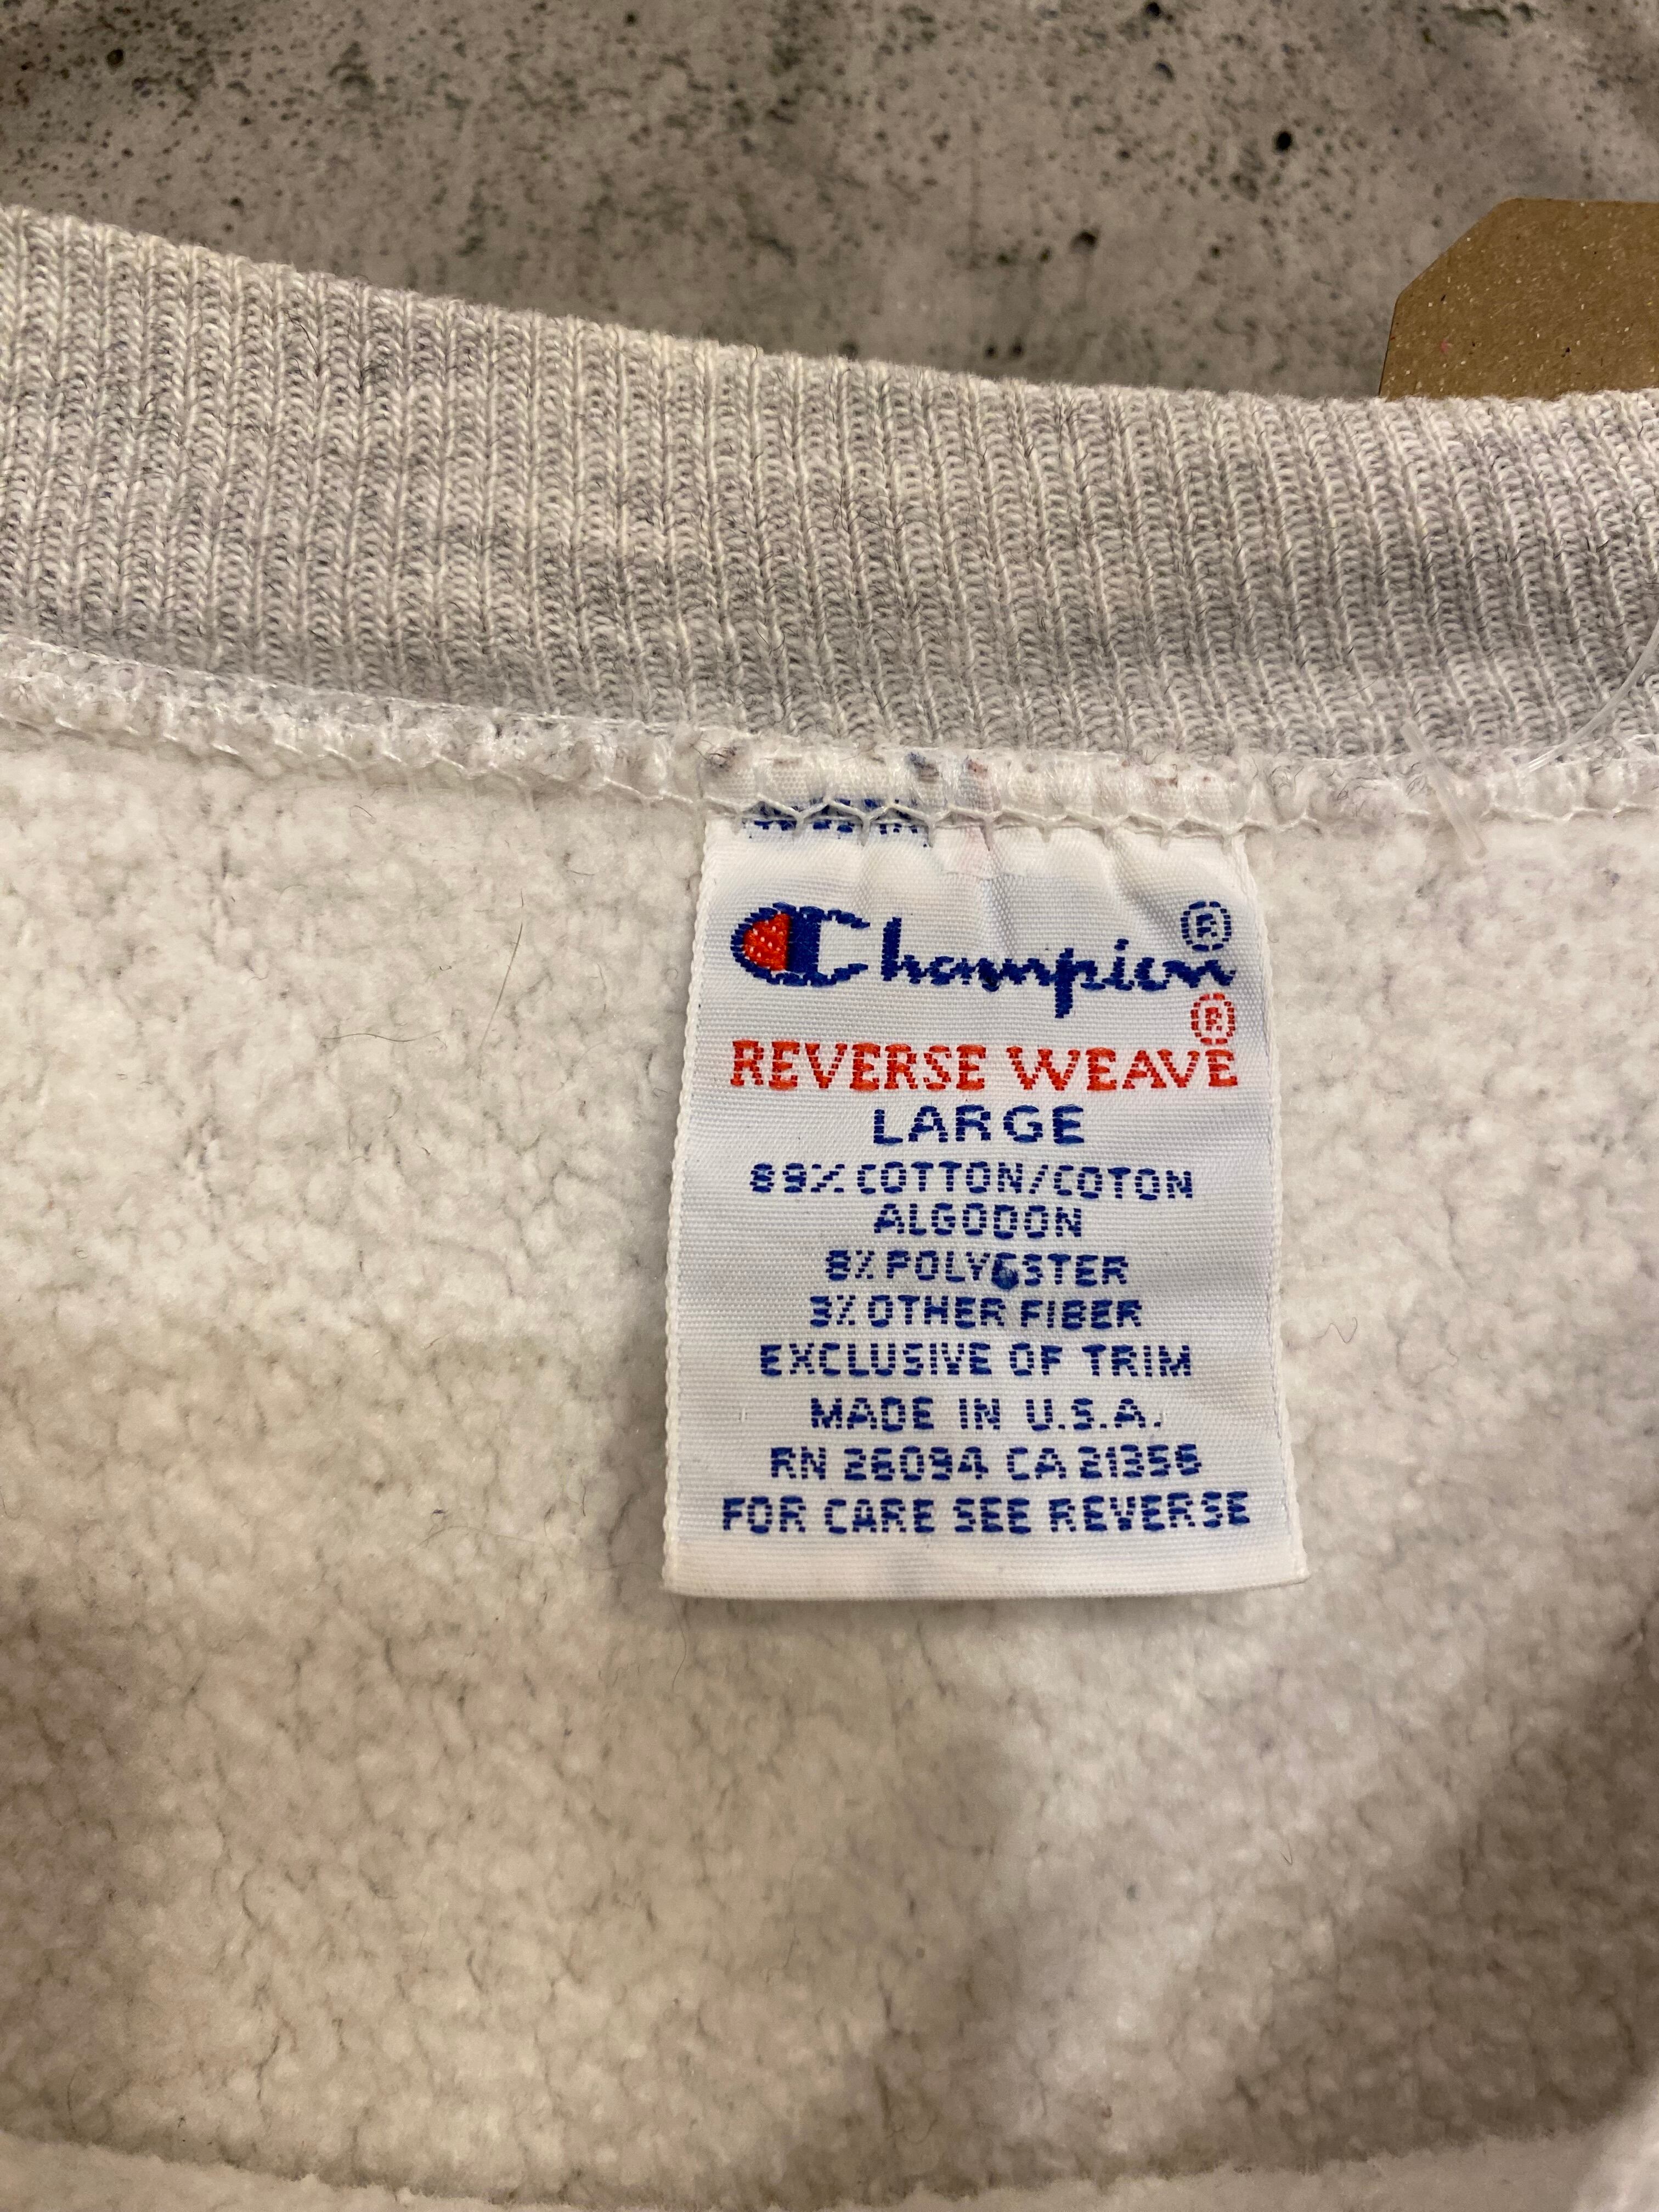 Champion®
®
REVERSE WEAVE
LARGE
89% COTTON/COTON
ALGODON
8% POLYESTER
3% OTHER FIBER
EXCLUSIVE OF TRIM
MADE IN U.S.A.
RN 26094 CA 21356
FOR CARE SEE REVERSE